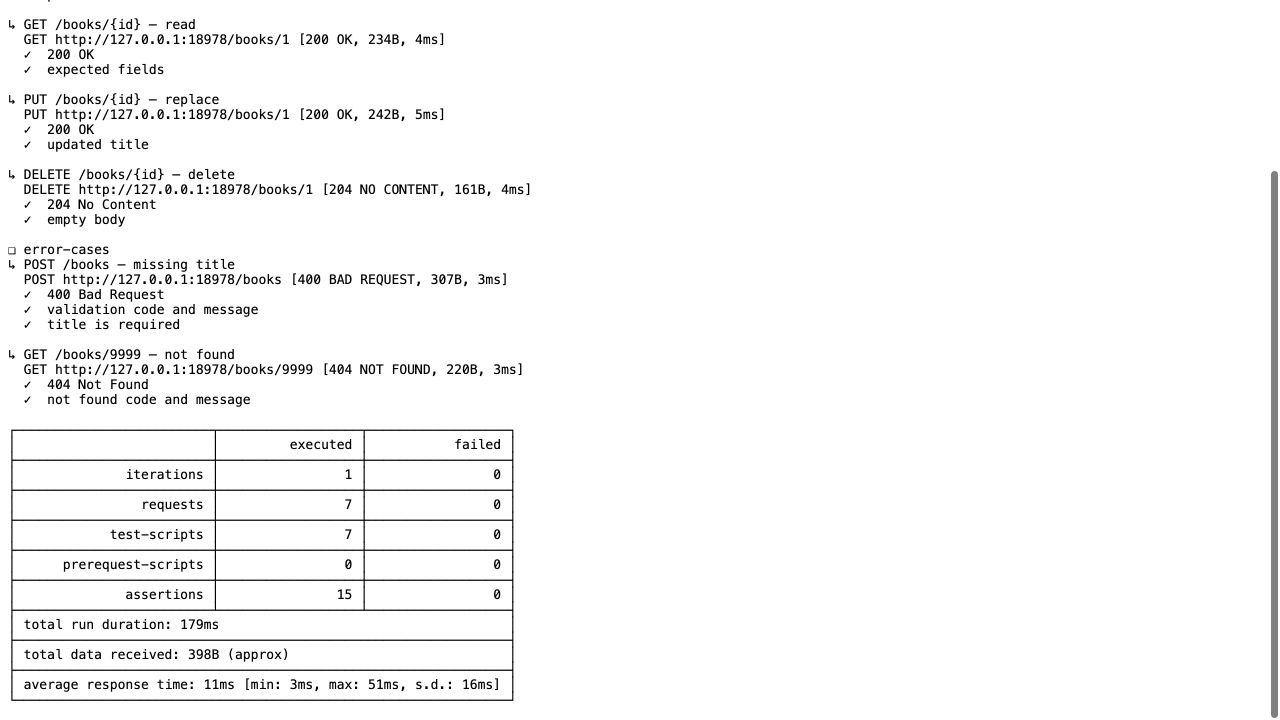 ↳ GET /books/{id} — read
GET http://127.0.0.1:18978/books/1 [200 OK, 234B, 4ms]
✓ 200 OK
✓ expected fields
↳ PUT /books/{id} — replace
PUT http://127.0.0.1:18978/books/1 [200 OK, 242B, 5ms]
✓ 200 OK
✓ updated title
↳ DELETE /books/{id} — delete
DELETE http://127.0.0.1:18978/books/1 [204 NO CONTENT, 161B, 4ms]
✓ 204 No Content
✓ empty body
❏ error-cases
↳ POST /books — missing title
POST http://127.0.0.1:18978/books [400 BAD REQUEST, 307B, 3ms]
✓ 400 Bad Request
✓ validation code and message
✓ title is required
↳ GET /books/9999 — not found
GET http://127.0.0.1:18978/books/9999 [404 NOT FOUND, 220B, 3ms]
✓ 404 Not Found
✓ not found code and message
executed failed
iterations 1 0
requests 7 0
test-scripts 7 0
prerequest-scripts 0 0
assertions 15 0
total run duration: 179ms
total data received: 398B (approx)
average response time: 11ms [min: 3ms, max: 51ms, s.d.: 16ms]